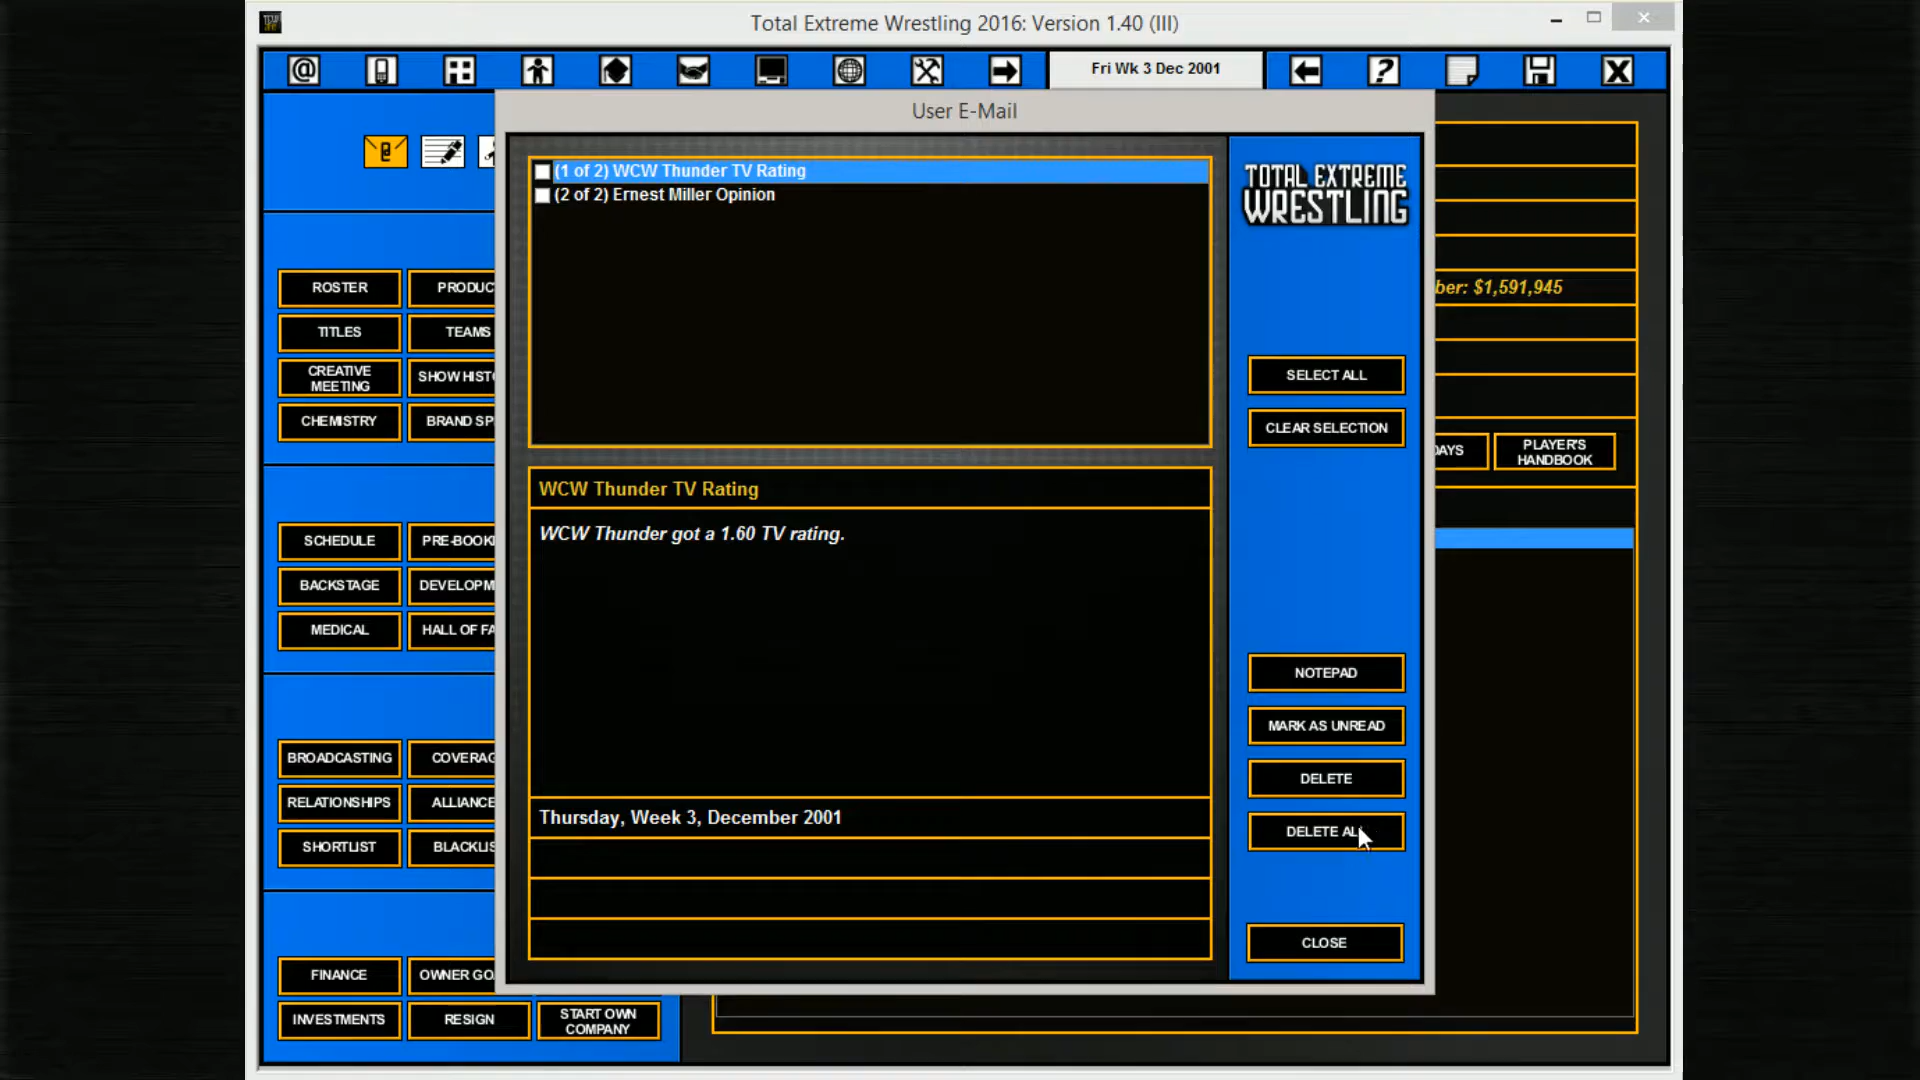 Total Extreme Wrestling 2016: Version 1.40 (III)
Fri Wk 3 Dec 2001
User E-Mail
(1 of 2) WCW Thunder TV Rating
(2 of 2) Ernest Miller Opinion
TOTAL EXTREME
WRESTLING
ROSTER
PRODUC
TITLES
TEAMS
CREATIVE
MEETING
SHOW HIST
CHEMISTRY
BRAND SP
ber: $1,591,945
SELECT ALL
CLEAR SELECTION
DAYS
PLAYER'S
HANDBOOK
WCW Thunder TV Rating
WCW Thunder got a 1.60 TV rating.
SCHEDULE
PRE-BOOK
BACKSTAGE
DEVELOPM
MEDICAL
HALL OF FA
NOTEPAD
MARK AS UNREAD
DELETE
DELETE ALL
BROADCASTING
COVERAG
RELATIONSHIPS
ALLIANCE
SHORTLIST
BLACKLIS
Thursday, Week 3, December 2001
CLOSE
FINANCE
OWNER GO
INVESTMENTS
RESIGN
START OWN
COMPANY